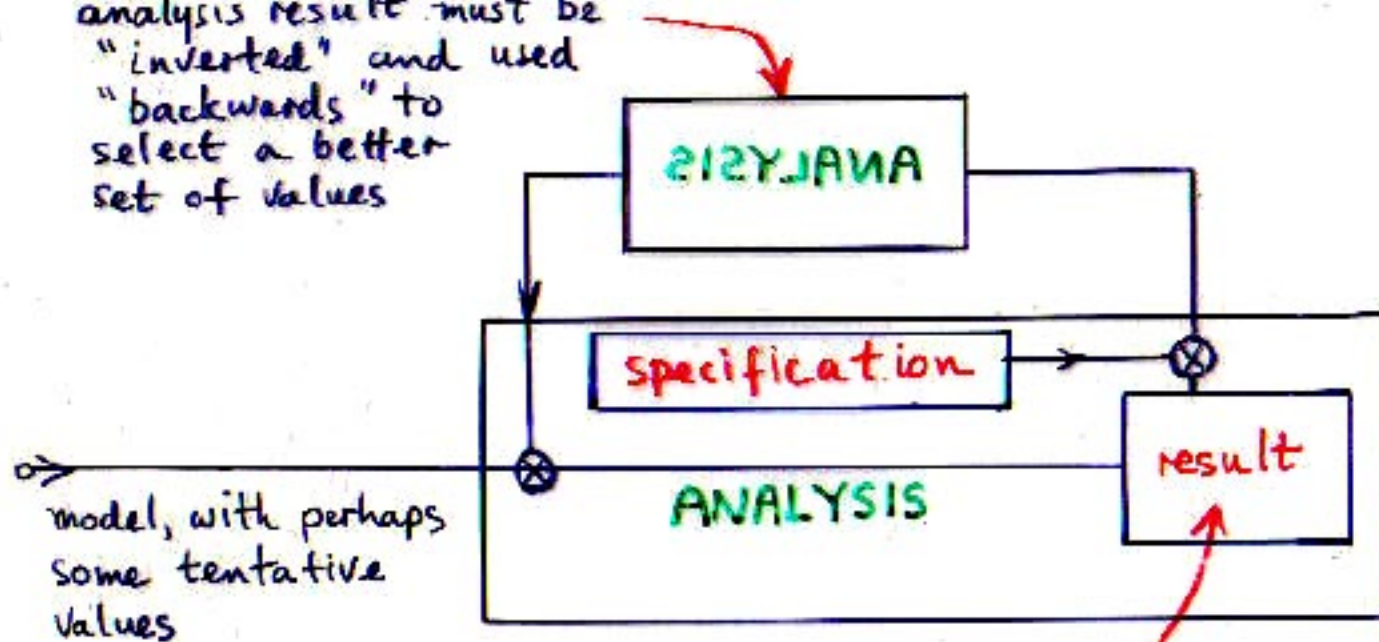 analysis result must be
"inverted" and used
"backwards" to
select a better
set of values
ANALYSIS
specification
result
ANALYSIS
model, with perhaps
some tentative
values